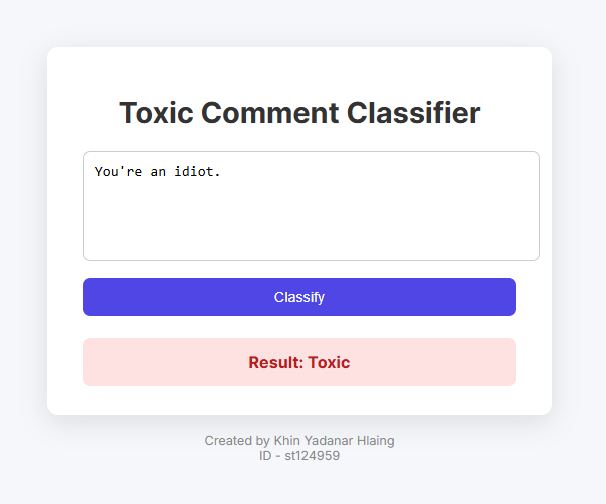 Toxic Comment Classifier
You're an idiot.
Classify
Result: Toxic
Created by Khin Yadanar Hlaing
ID - st124959